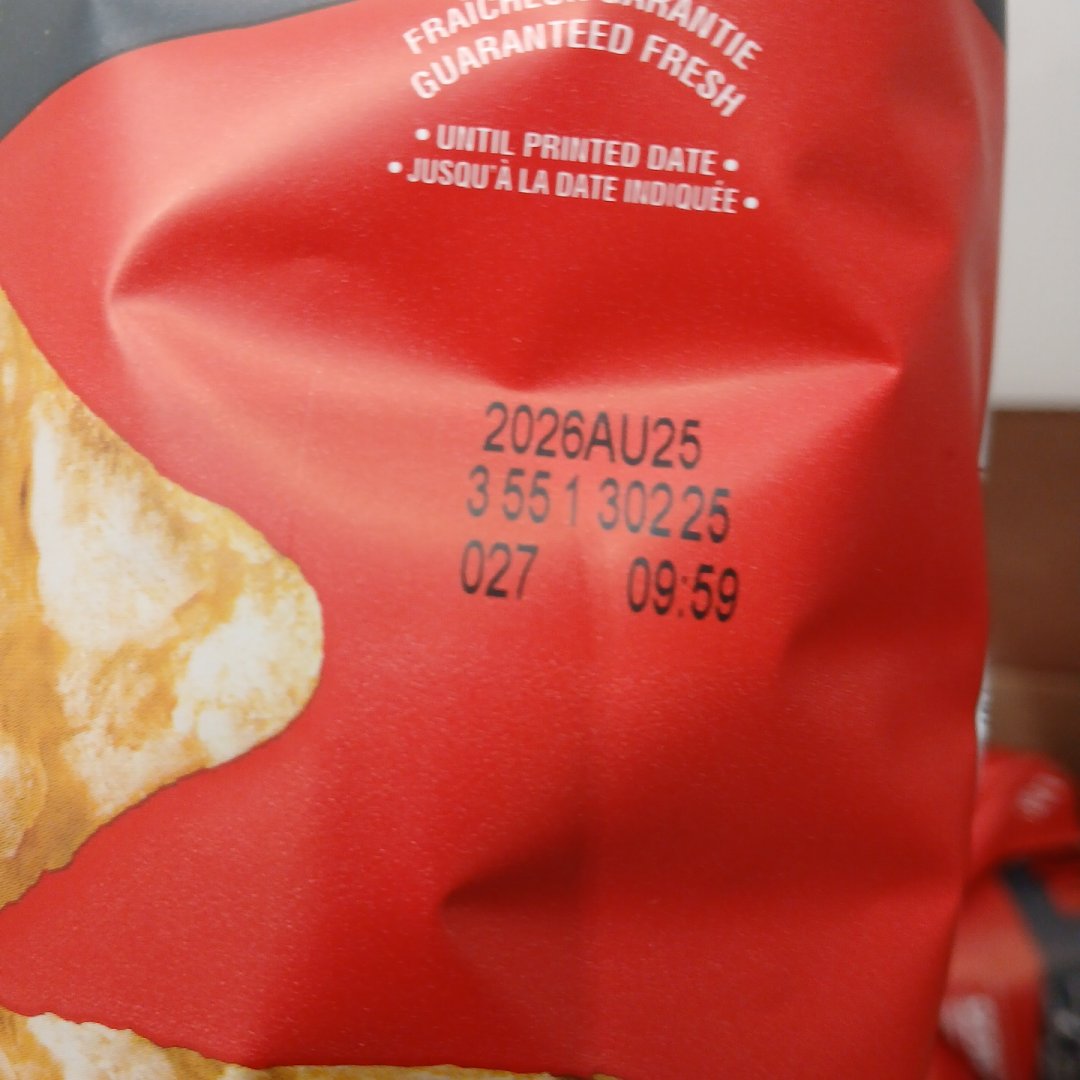 FRAÎCHEUR GARANTIE
GUARANTEED FRESH
• UNTIL PRINTED DATE •
• JUSQU'À LA DATE INDIQUÉE •
2026AU25
3 55 1 302 25
027 09:59